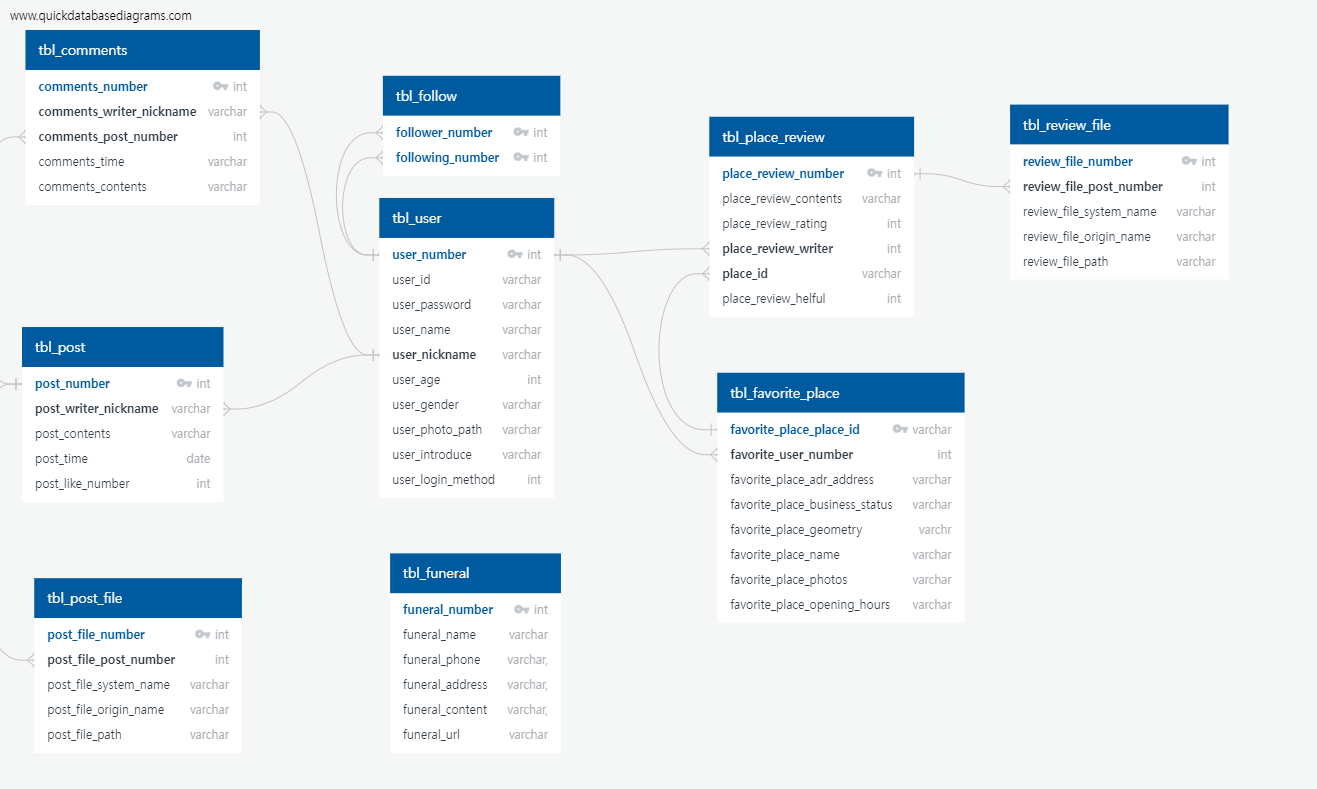 www.quickdatabasediagrams.com
tbl_comments
comments_number int
comments_writer_nickname varchar
comments_post_number int
comments_time varchar
comments_contents varchar
tbl_follow
follower_number int
following_number int
tbl_user
user_number int
user_id varchar
user_password varchar
user_name varchar
user_nickname varchar
user_age int
user_gender varchar
user_photo_path varchar
user_introduce varchar
user_login_method int
tbl_place_review
place_review_number int
place_review_contents varchar
place_review_rating int
place_review_writer int
place_id varchar
place_review_helful int
tbl_review_file
review_file_number int
review_file_post_number int
review_file_system_name varchar
review_file_origin_name varchar
review_file_path varchar
tbl_post
post_number int
post_writer_nickname varchar
post_contents varchar
post_time date
post_like_number int
tbl_favorite_place
favorite_place_place_id varchar
favorite_user_number int
favorite_place_adr_address varchar
favorite_place_business_status varchar
favorite_place_geometry varchr
favorite_place_name varchar
favorite_place_photos varchar
favorite_place_opening_hours varchar
tbl_post_file
post_file_number int
post_file_post_number int
post_file_system_name varchar
post_file_origin_name varchar
post_file_path varchar
tbl_funeral
funeral_number int
funeral_name varchar
funeral_phone varchar,
funeral_address varchar,
funeral_content varchar,
funeral_url varchar